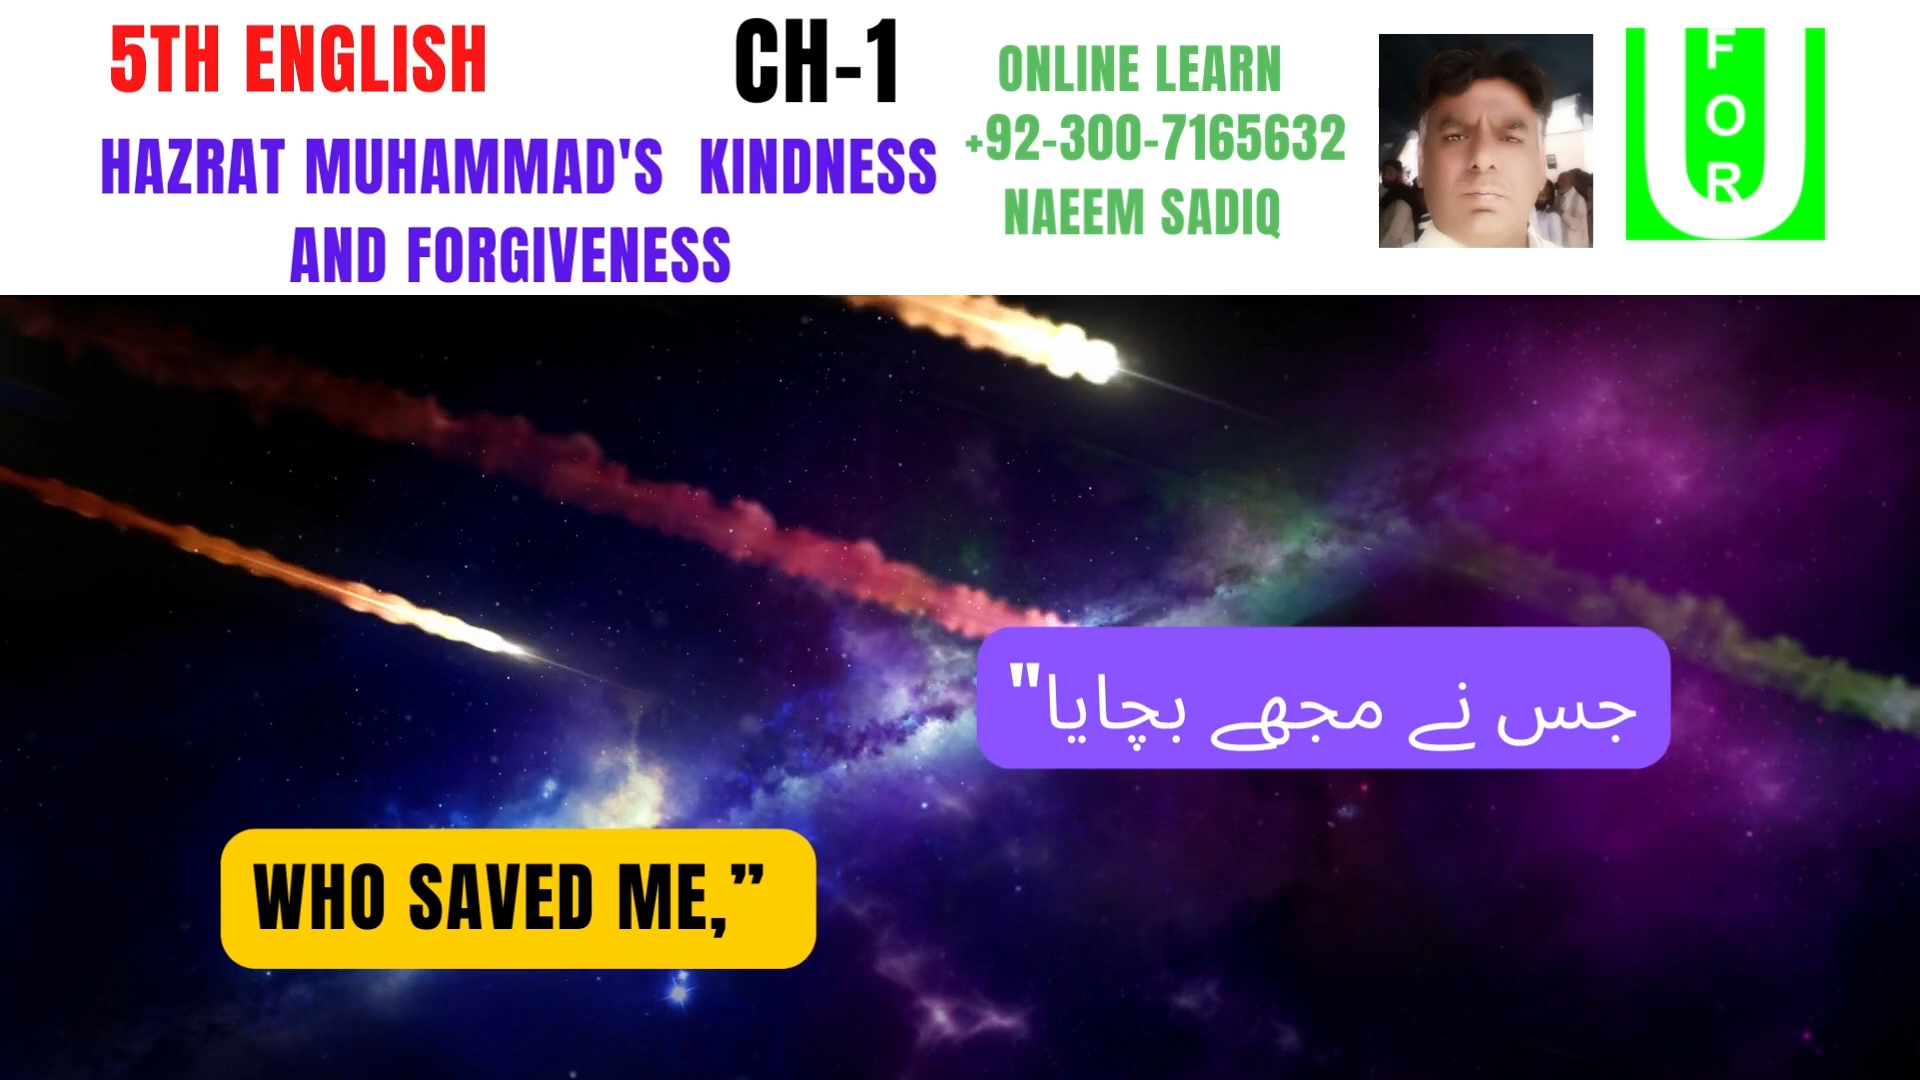 5TH ENGLISH
CH-1
HAZRAT MUHAMMAD'S KINDNESS
AND FORGIVENESS
ONLINE LEARN
+92-300-7165632
NAEEM SADIQ
U
FOR
جس نے مجھے بچایا"
WHO SAVED ME,”